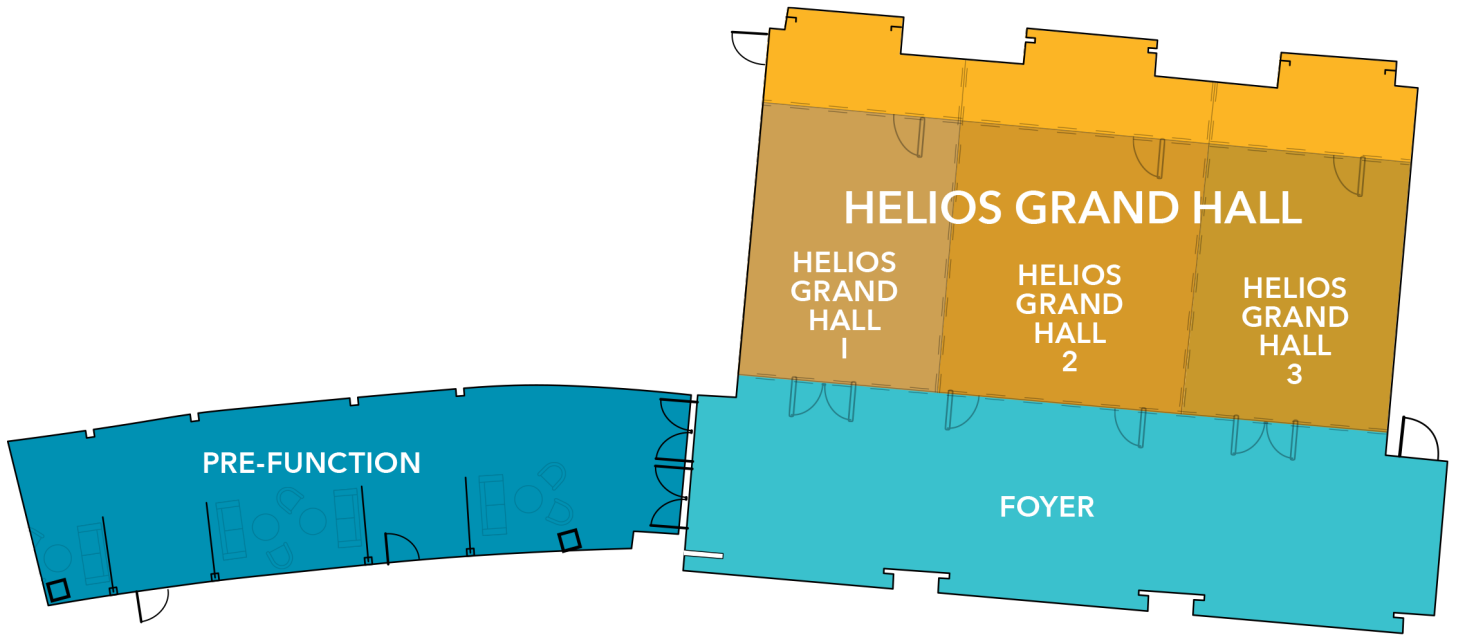 HELIOS GRAND HALL
HELIOS
GRAND
HALL
1
HELIOS
GRAND
HALL
2
HELIOS
GRAND
HALL
3
PRE-FUNCTION
FOYER